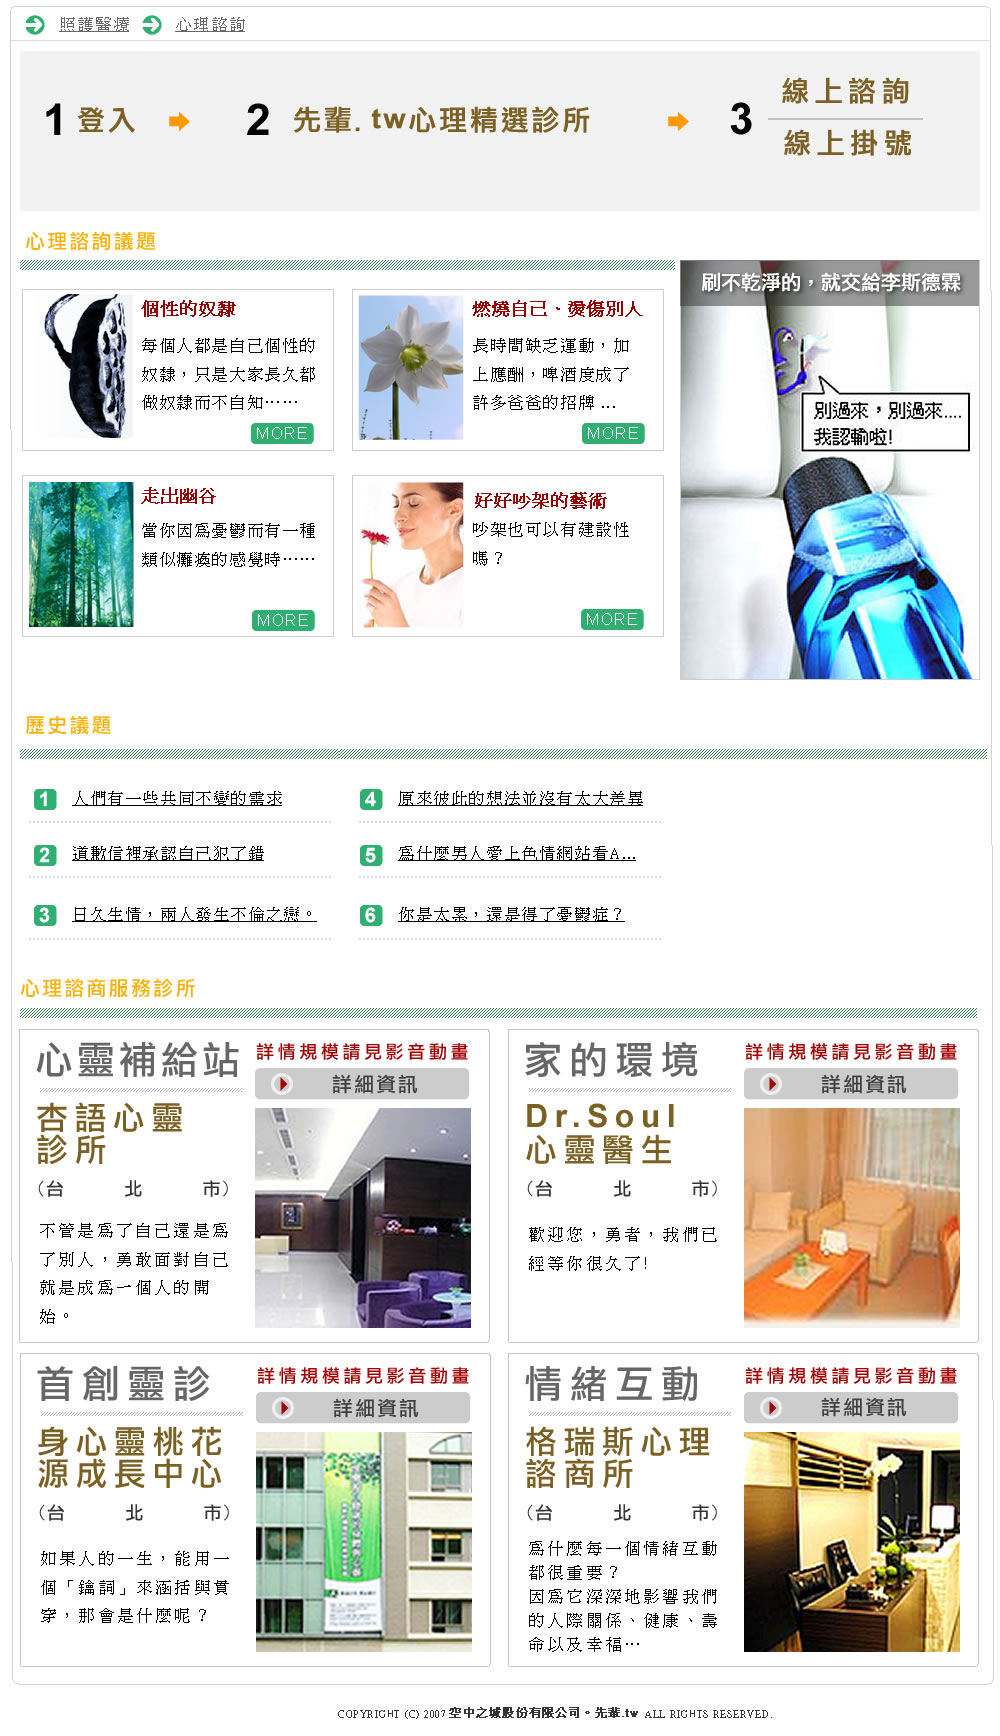 照護醫療 心理諮詢
1 登入 2 先輩.tw心理精選診所 3 線上諮詢
線上掛號
心理諮詢議題
個性的奴隸
每個人都是自己個性的
奴隸，只是大家長久都
做奴隸而不自知⋯⋯
MORE
燃燒自己、燙傷別人
長時間缺乏運動，加
上應酬，啤酒度成了
許多爸爸的招牌 ...
MORE
走出幽谷
當你因為憂鬱而有一種
類似癱瘓的感覺時⋯⋯
MORE
好好吵架的藝術
吵架也可以有建設性
嗎？
MORE
刷不乾淨的，就交給李斯德霖
別過來，別過來....
我認輸啦!
歷史議題
1 人們有一些共同不變的需求
2 道歉信裡承認自己犯了錯
3 日久生情，兩人發生不倫之戀。
4 原來彼此的想法並沒有太大差異
5 為什麼男人愛上色情網站看A...
6 你是太累，還是得了憂鬱症？
心理諮商服務診所
心靈補給站
詳情規模請見影音動畫
詳細資訊
杏語心靈
診所
(台 北 市)
不管是為了自己還是為
了別人，勇敢面對自己
就是成為一個人的開
始。
家的環境
詳情規模請見影音動畫
詳細資訊
Dr.Soul
心靈醫生
(台 北 市)
歡迎您，勇者，我們已
經等你很久了!
首創靈診
詳情規模請見影音動畫
詳細資訊
身心靈桃花
源成長中心
(台 北 市)
如果人的一生，能用一
個「鑰詞」來涵括與貫
穿，那會是什麼呢？
情緒互動
詳情規模請見影音動畫
詳細資訊
格瑞斯心理
諮商所
(台 北 市)
為什麼每一個情緒互動
都很重要？
因為它深深地影響我們
的人際關係、健康、壽
命以及幸福⋯
COPYRIGHT (C) 2007 空中之城股份有限公司。先輩.tw ALL RIGHTS RESERVED.